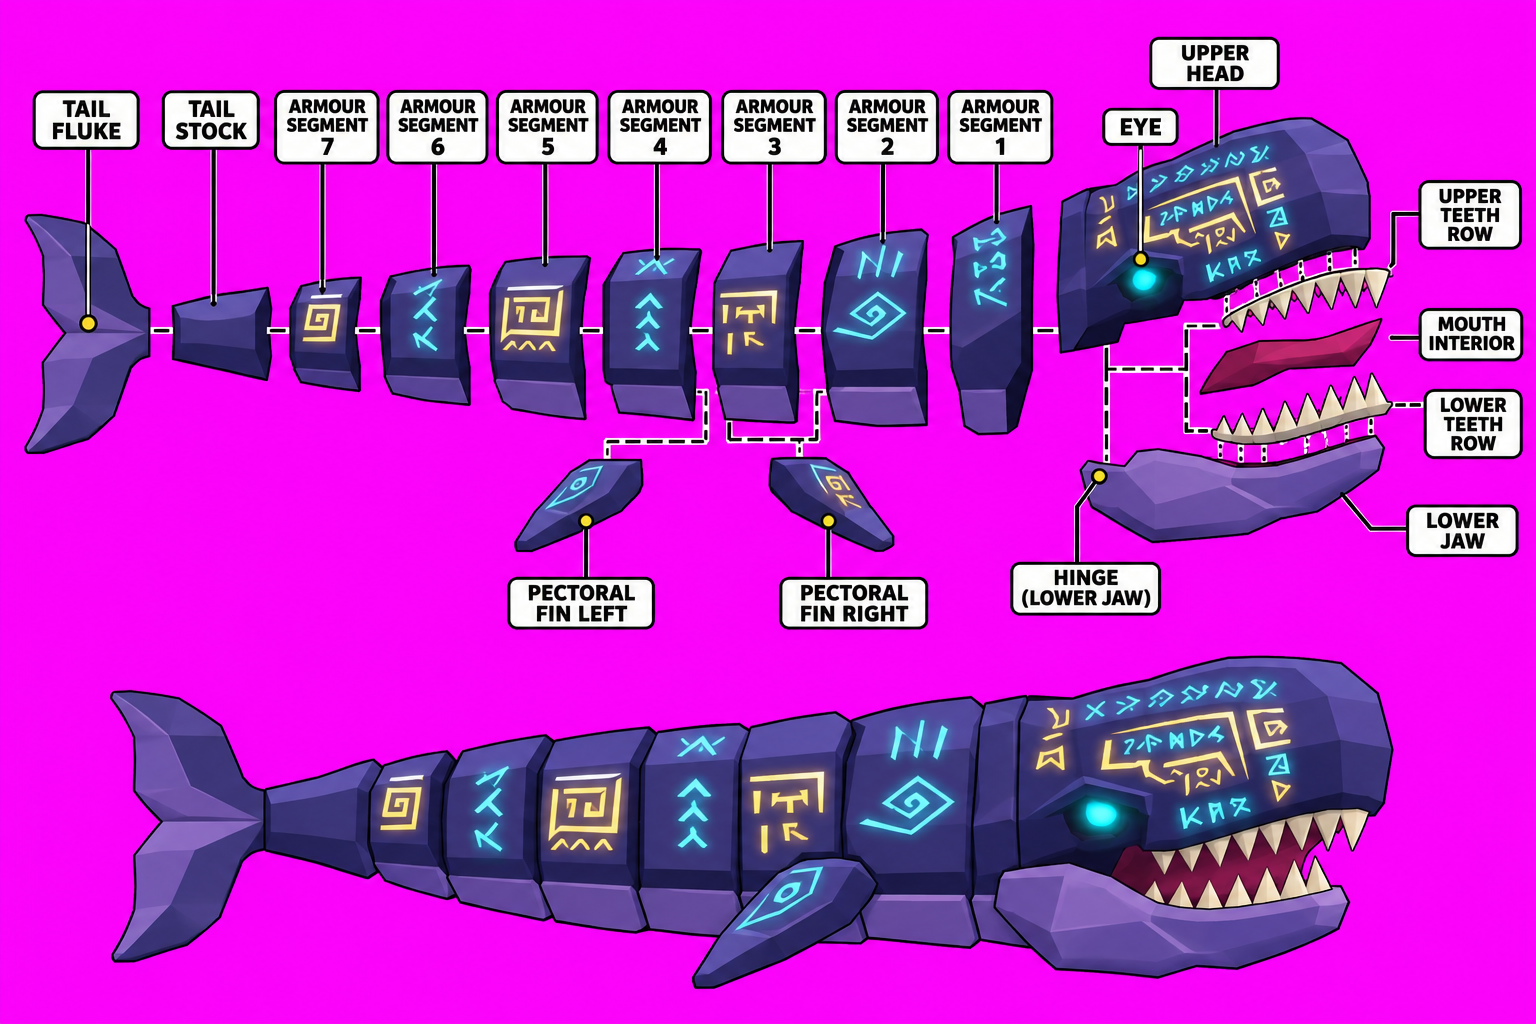 UPPER
HEAD
TAIL
FLUKE
TAIL
STOCK
ARMOUR
SEGMENT
7
ARMOUR
SEGMENT
6
ARMOUR
SEGMENT
5
ARMOUR
SEGMENT
4
ARMOUR
SEGMENT
3
ARMOUR
SEGMENT
2
ARMOUR
SEGMENT
1
EYE
UPPER
TEETH
ROW
MOUTH
INTERIOR
LOWER
TEETH
ROW
LOWER
JAW
HINGE
(LOWER JAW)
PECTORAL
FIN LEFT
PECTORAL
FIN RIGHT